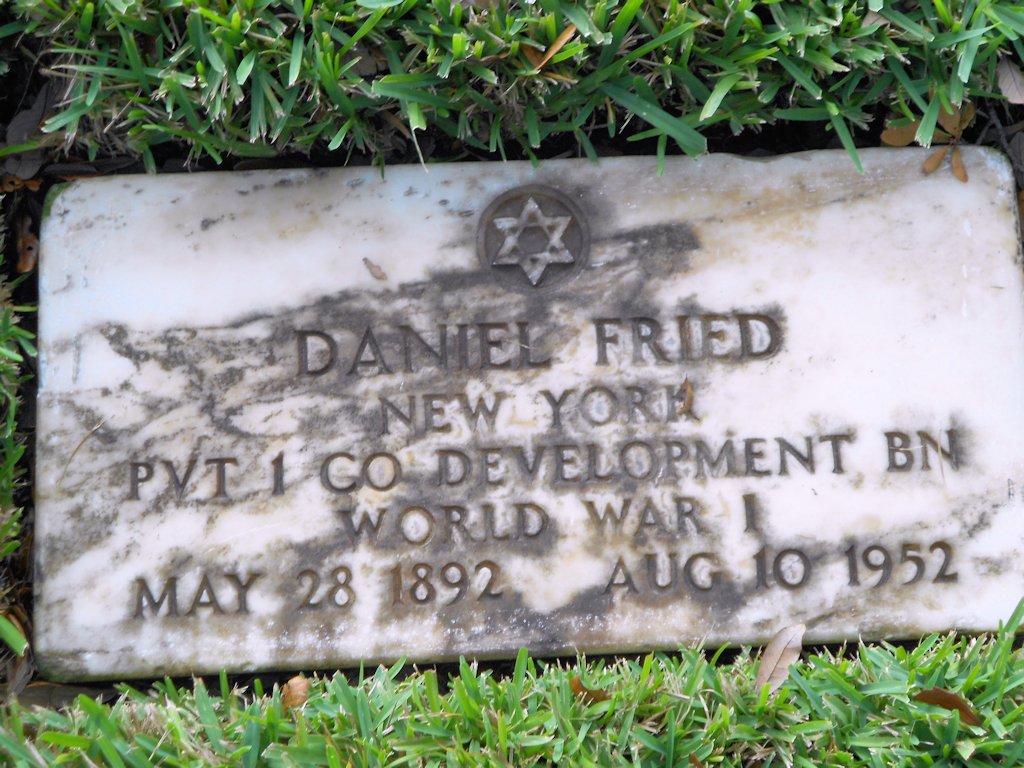 DANIEL FRIED
NEW YORK
PVT 1 CO DEVELOPMENT BN
WORLD WAR I
MAY 28 1892 AUG 10 1952